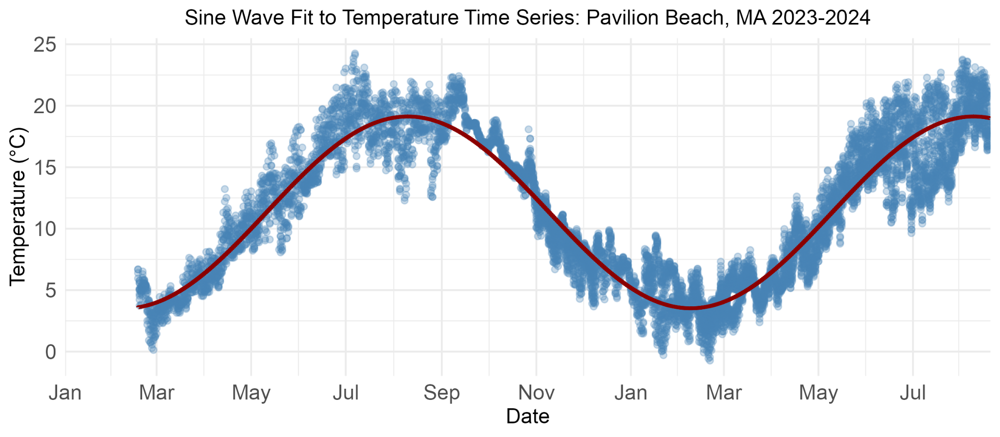 Sine Wave Fit to Temperature Time Series: Pavilion Beach, MA 2023-2024
Temperature (°C)
25
20
15
10
5
0
Jan Mar May Jul Sep Nov Jan Mar May Jul
Date